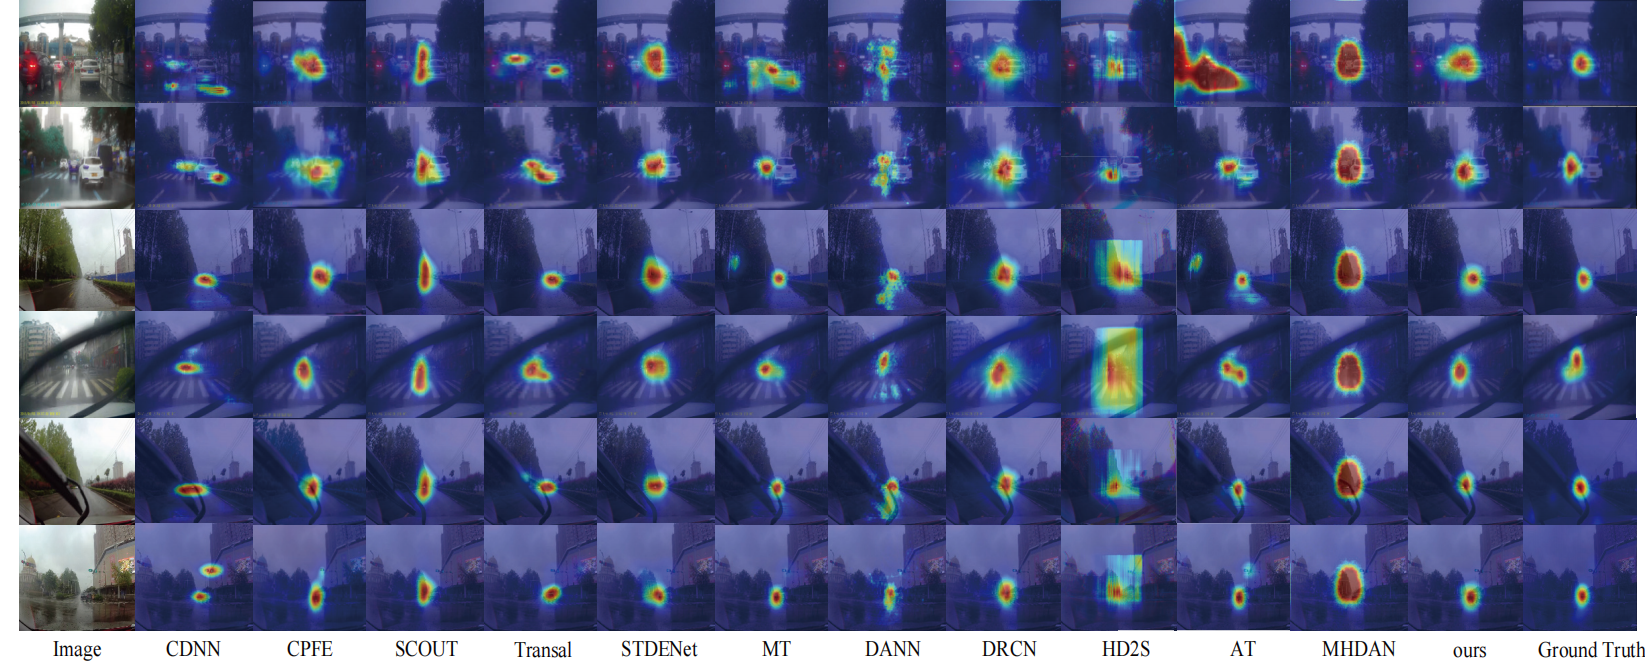 Image CDNN CPFE SCOUT Transal STDENet MT DANN DRCN HD2S AT MHDAN ours Ground Truth